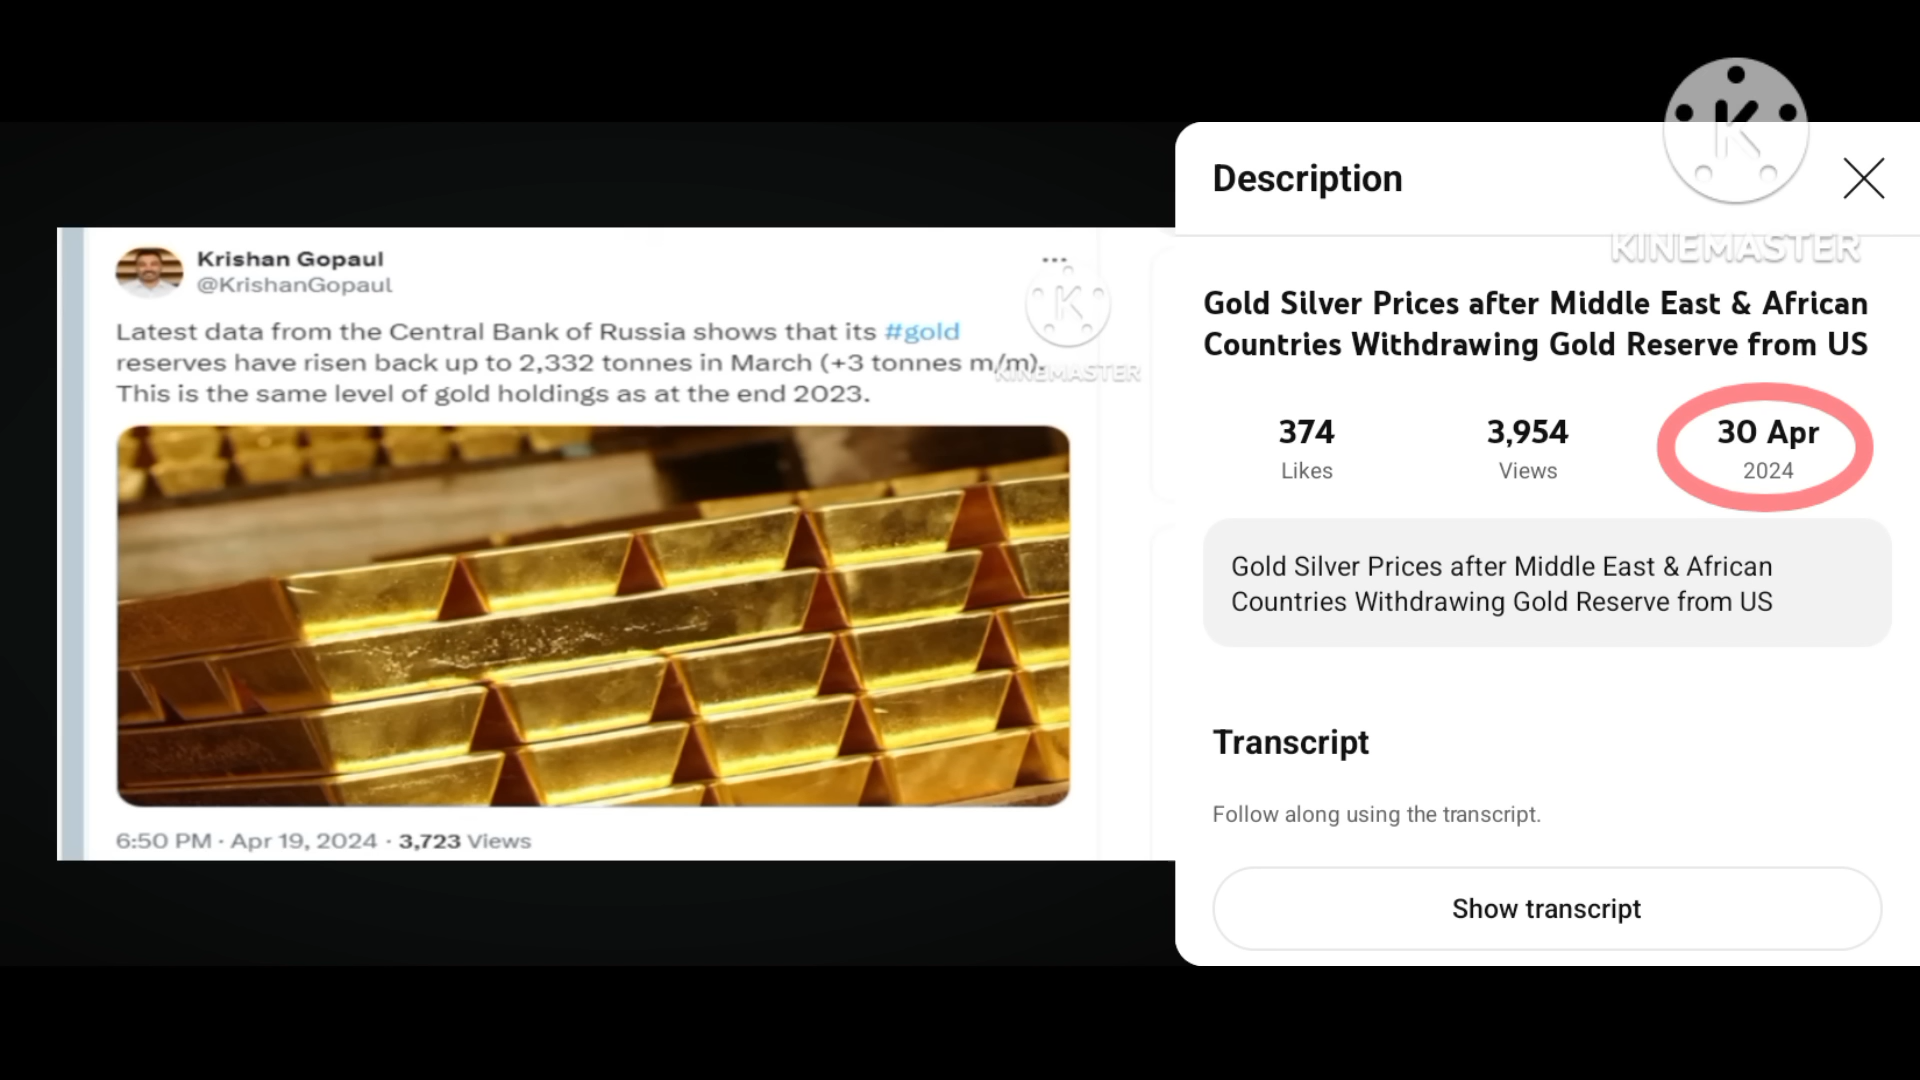 Krishan Gopaul
@KrishanGopaul
Latest data from the Central Bank of Russia shows that its #gold
reserves have risen back up to 2,332 tonnes in March (+3 tonnes m/m).
This is the same level of gold holdings as at the end 2023.
6:50 PM · Apr 19, 2024 · 3,723 Views
K
KINEMASTER
Description
K
KINEMASTER
Gold Silver Prices after Middle East & African
Countries Withdrawing Gold Reserve from US
374 3,954 30 Apr
Likes Views 2024
Gold Silver Prices after Middle East & African
Countries Withdrawing Gold Reserve from US
Transcript
Follow along using the transcript.
Show transcript